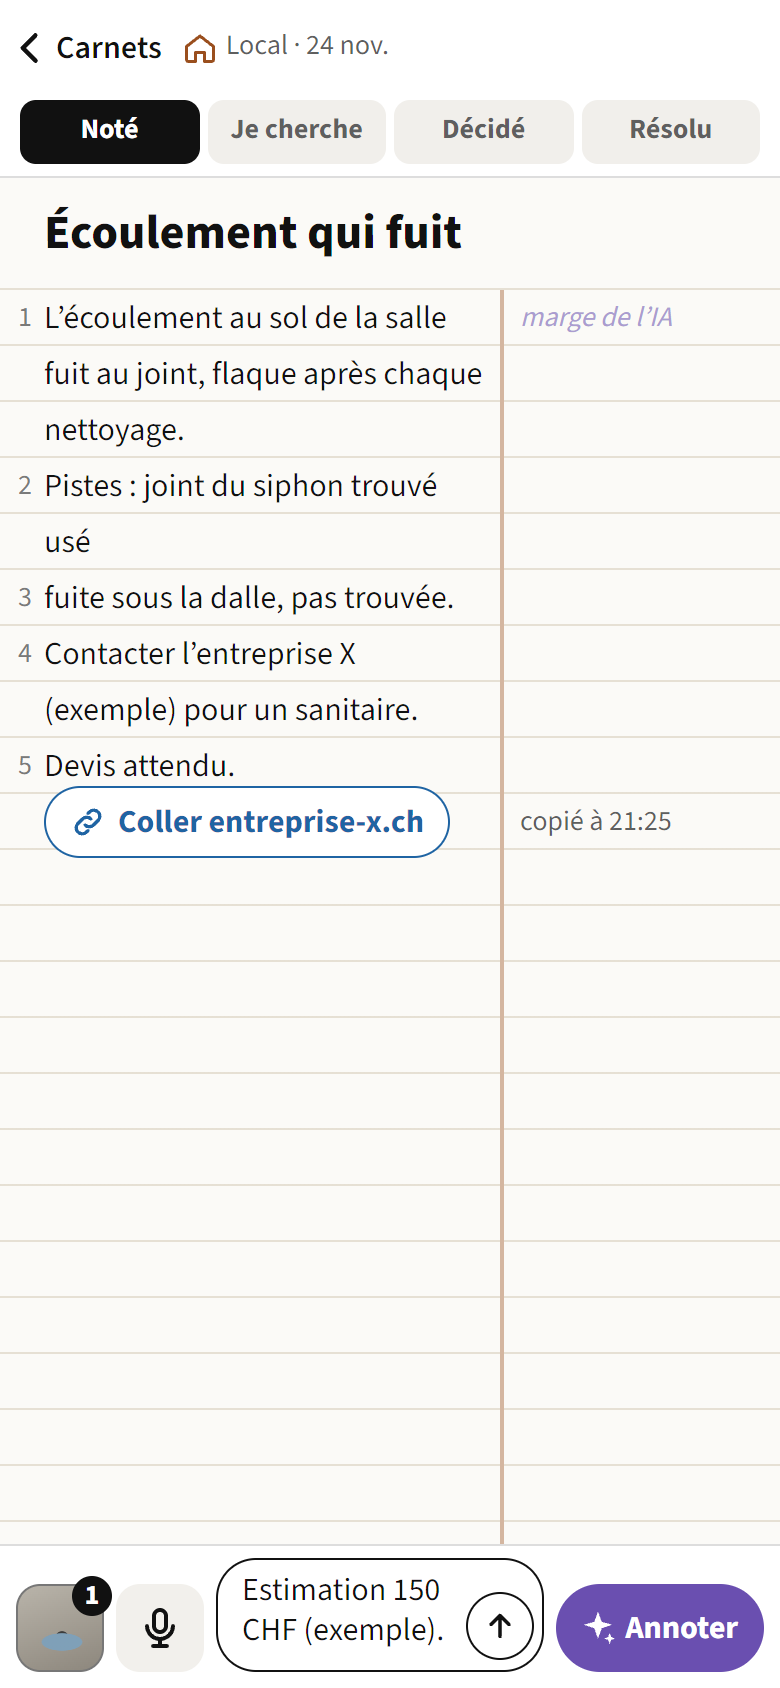 Carnets
Local · 24 nov.
Noté
Je cherche
Décidé
Résolu
Écoulement qui fuit
1 L’écoulement au sol de la salle
marge de l’IA
fuit au joint, flaque après chaque
nettoyage.
2 Pistes : joint du siphon trouvé
usé
3 fuite sous la dalle, pas trouvée.
4 Contacter l’entreprise X
(exemple) pour un sanitaire.
5 Devis attendu.
Coller entreprise-x.ch
copié à 21:25
1
Estimation 150
CHF (exemple).
Annoter